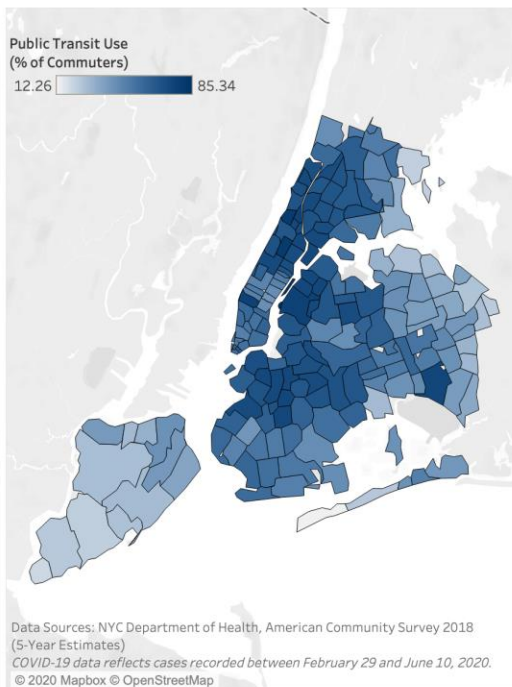 Public Transit Use
(% of Commuters)
12.26 85.34
Data Sources: NYC Department of Health, American Community Survey 2018
(5-Year Estimates)
COVID-19 data reflects cases recorded between February 29 and June 10, 2020.
© 2020 Mapbox © OpenStreetMap